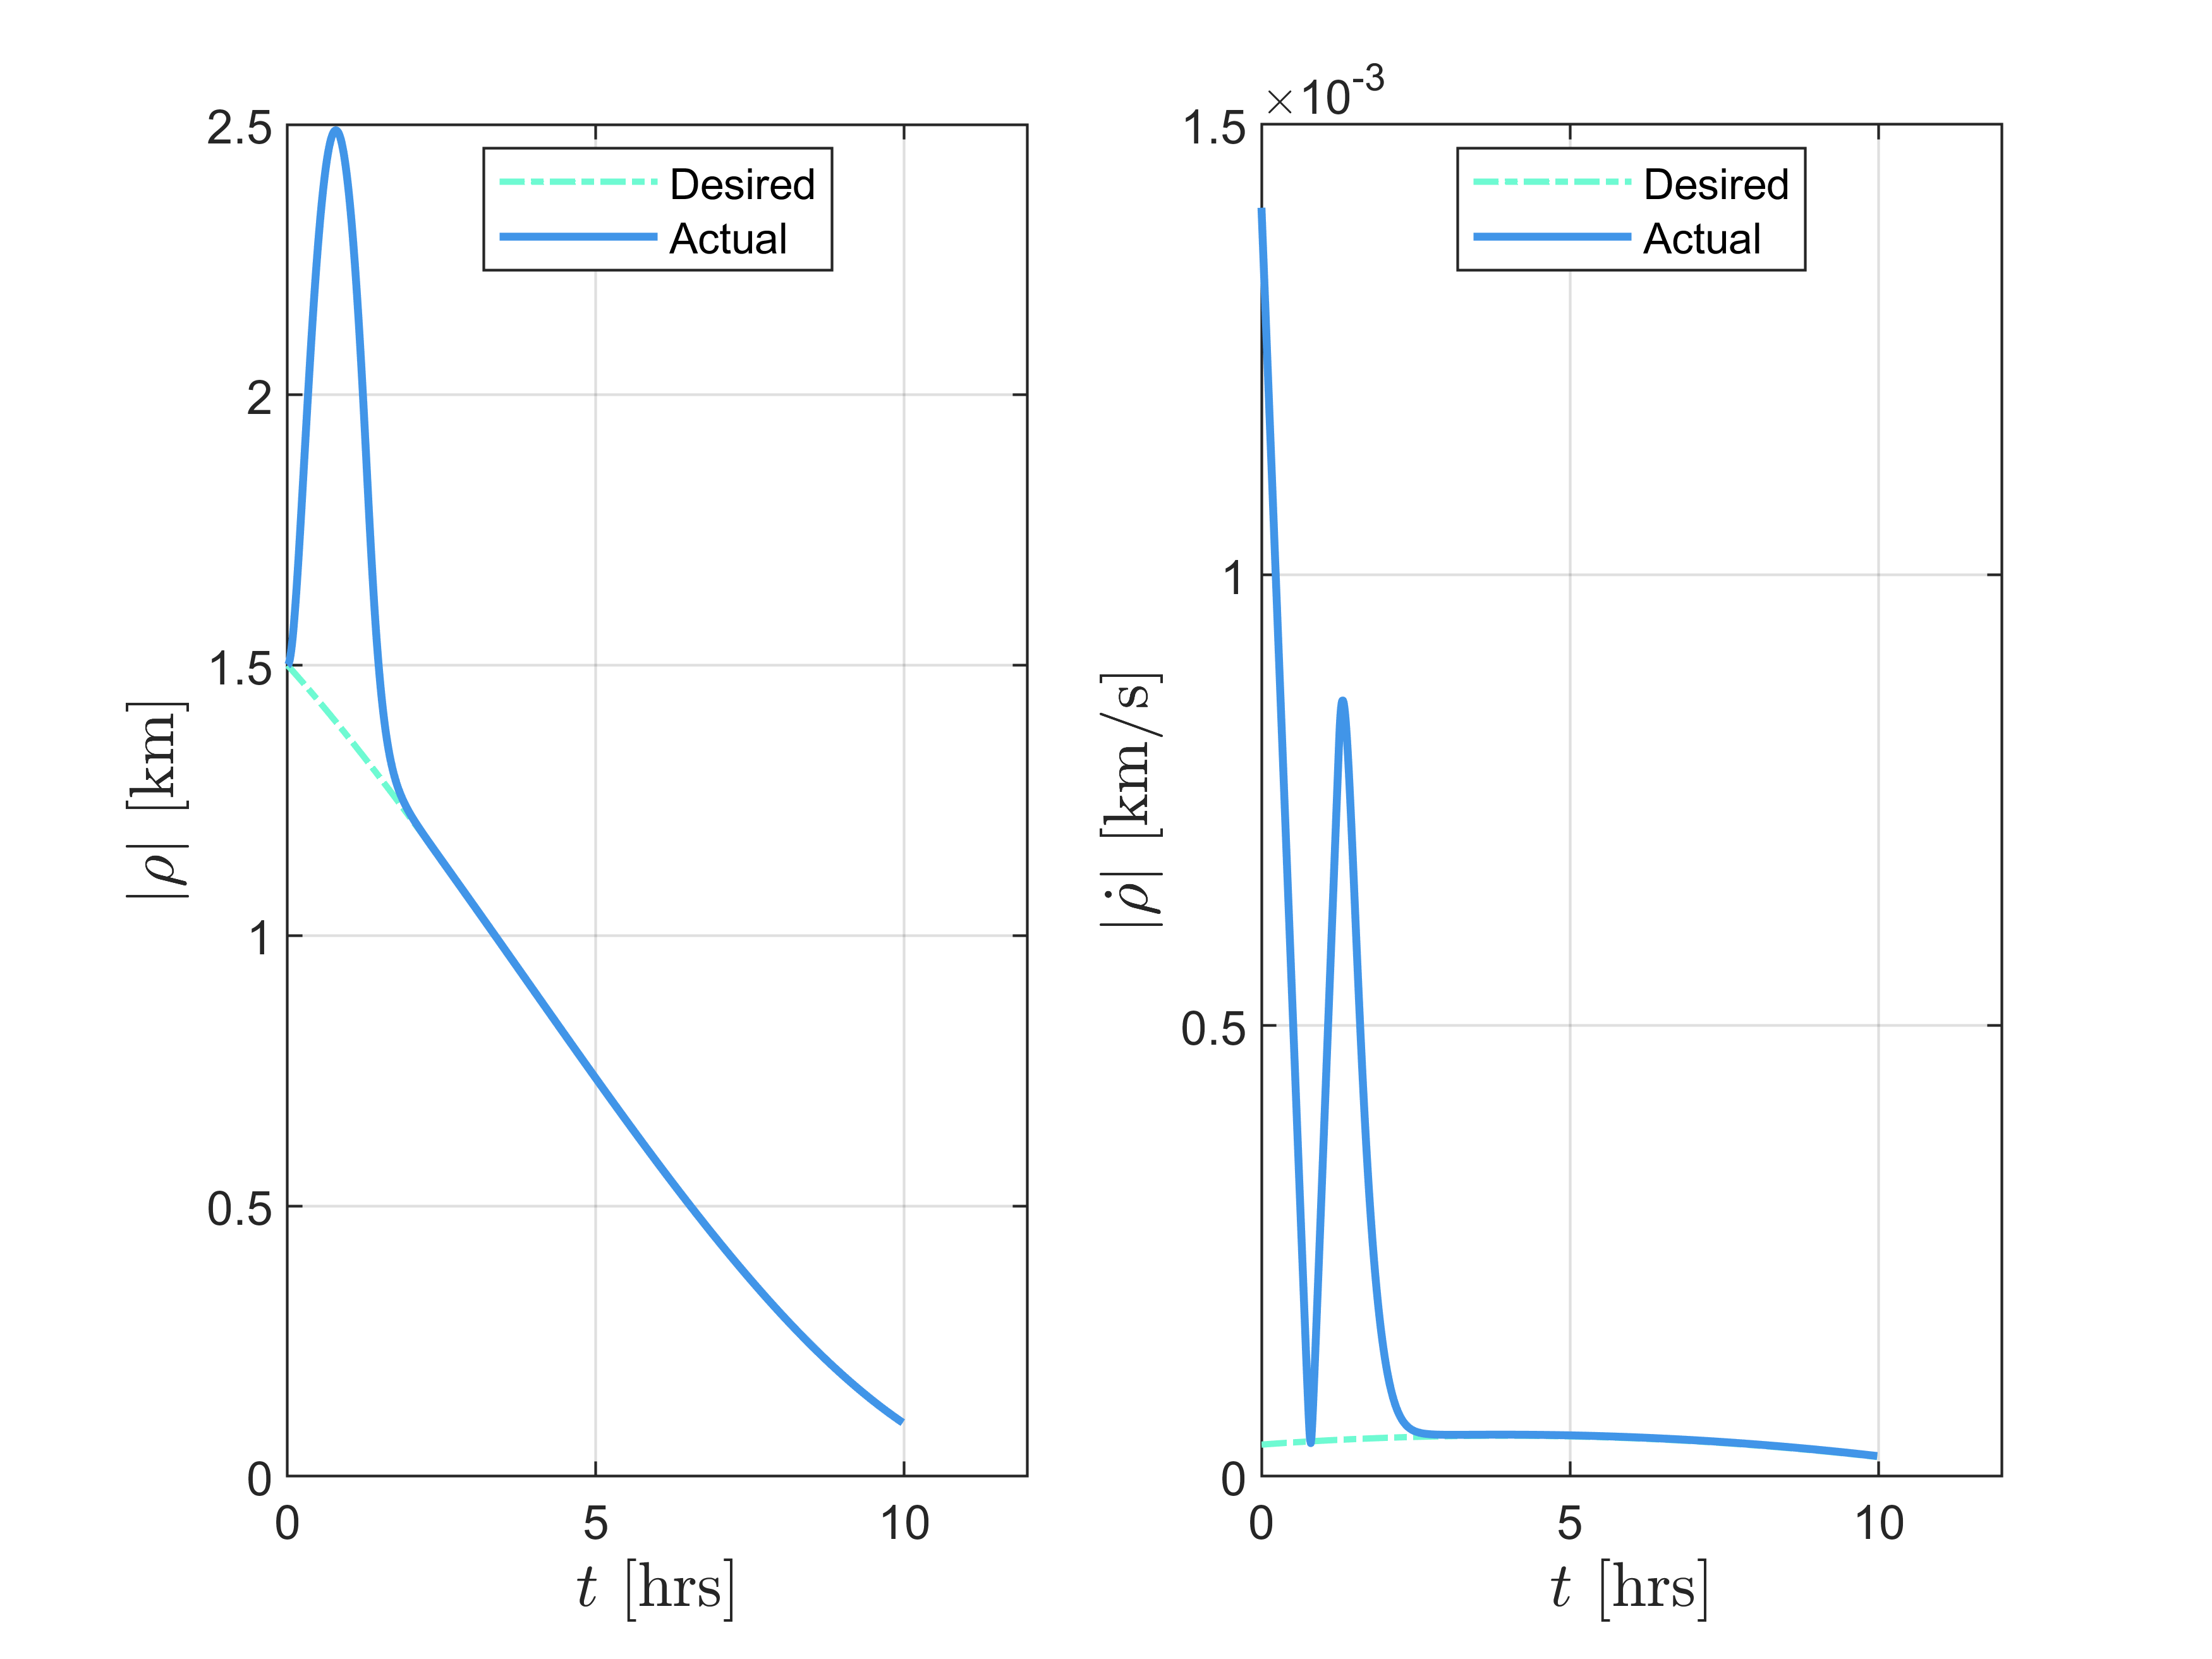 2.5
2
1.5
1
0.5
0
0
5
10
|ρ| [km]
t [hrs]
Desired
Actual
×10⁻³
1.5
1
0.5
0
0
5
10
|ρ̇| [km/s]
t [hrs]
Desired
Actual